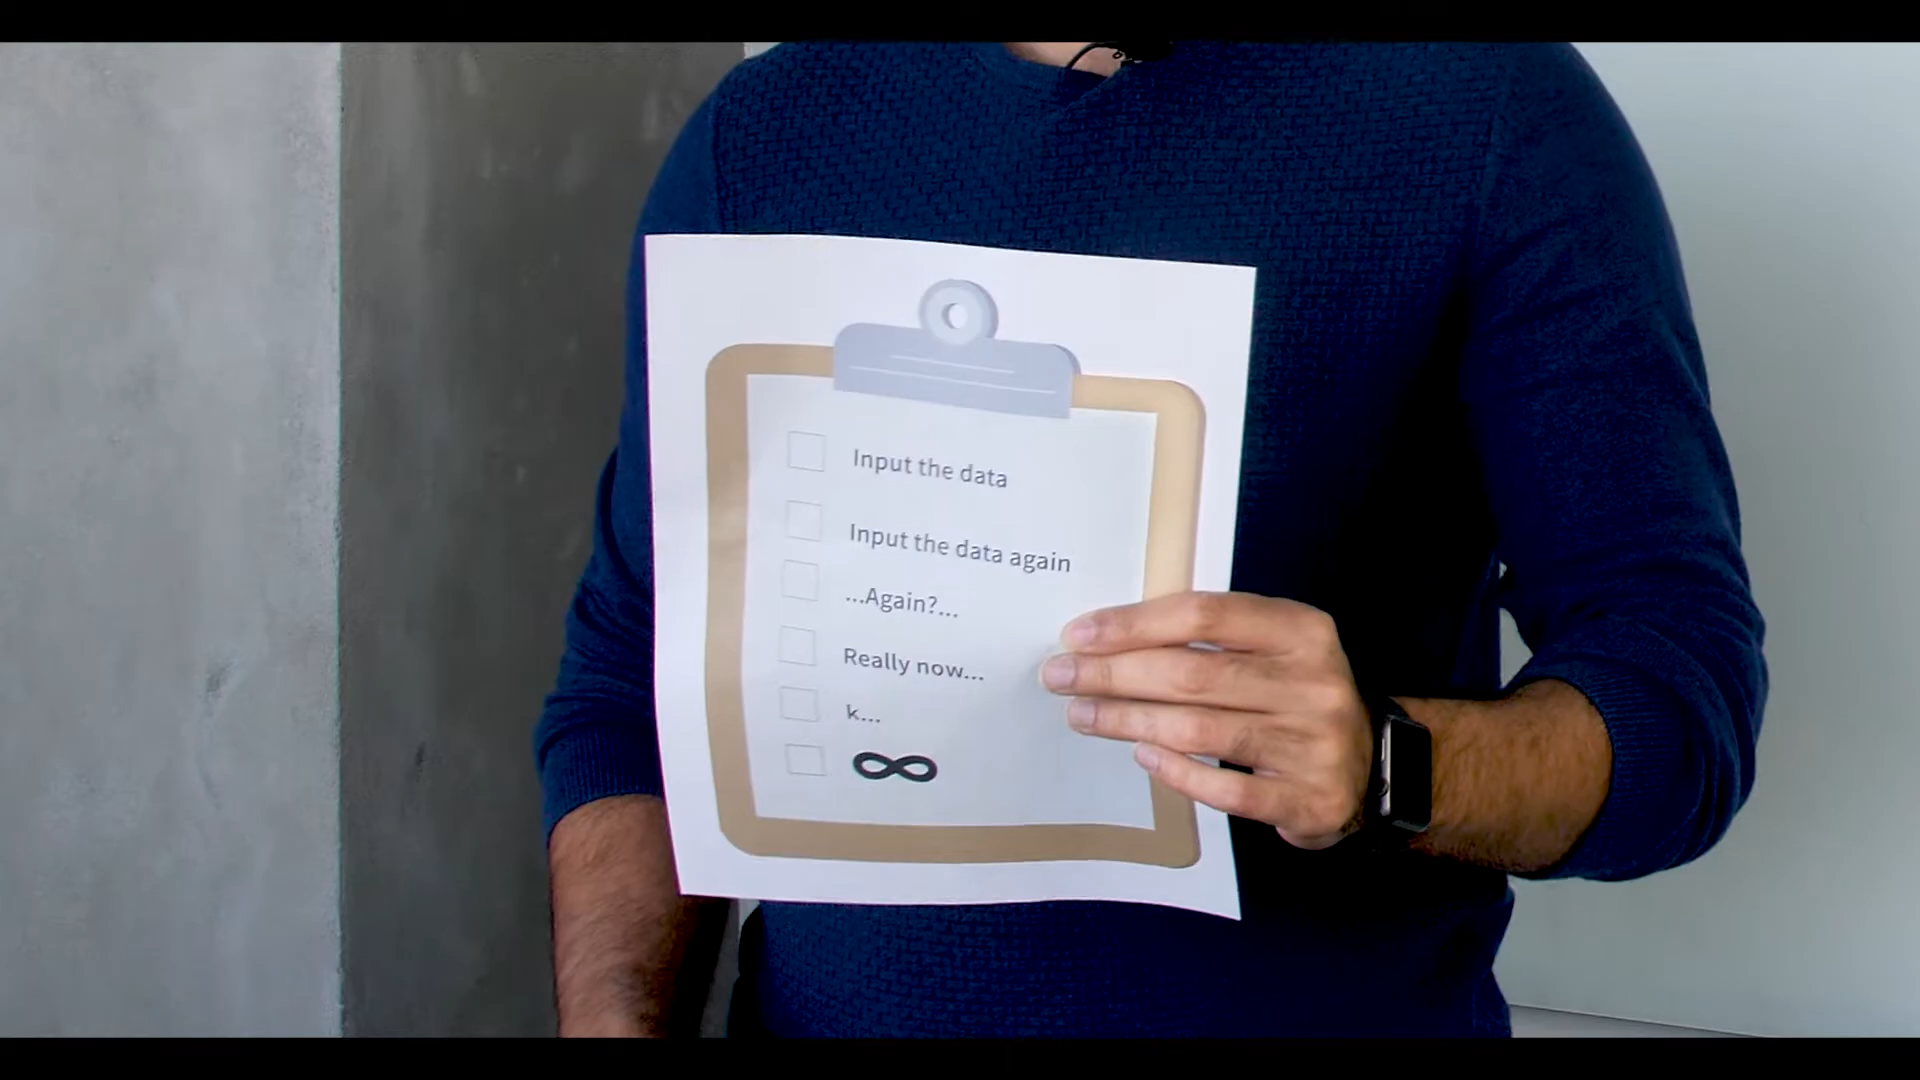 Input the data
Input the data again
...Again?...
Really now...
k...
∞